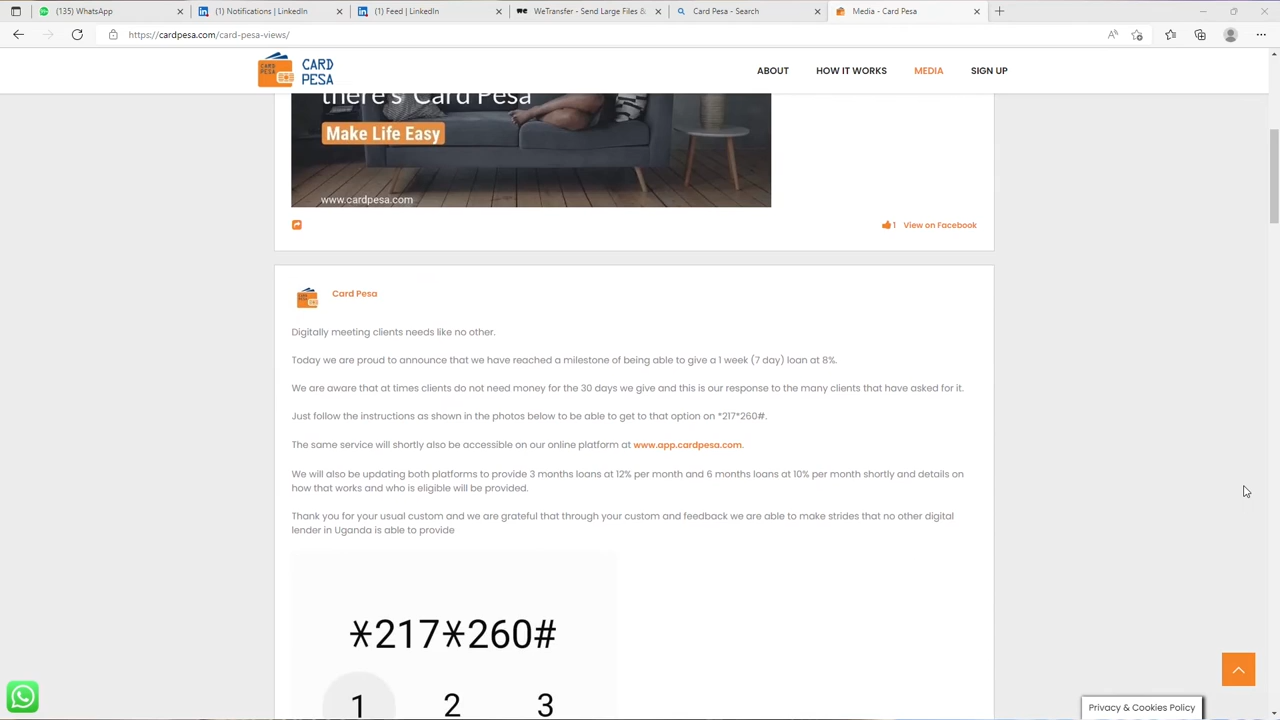 (135) WhatsApp
(1) Notifications | LinkedIn
(1) Feed | LinkedIn
WeTransfer - Send Large Files &
Card Pesa - Search
Media - Card Pesa
https://cardpesa.com/card-pesa-views/
CARD PESA
CARD
PESA
ABOUT
HOW IT WORKS
MEDIA
SIGN UP
there's Card Pesa
Make Life Easy
www.cardpesa.com
1 View on Facebook
Card Pesa
Digitally meeting clients needs like no other.
Today we are proud to announce that we have reached a milestone of being able to give a 1 week (7 day) loan at 8%.
We are aware that at times clients do not need money for the 30 days we give and this is our response to the many clients that have asked for it.
Just follow the instructions as shown in the photos below to be able to get to that option on *217*260#.
The same service will shortly also be accessible on our online platform at www.app.cardpesa.com.
We will also be updating both platforms to provide 3 months loans at 12% per month and 6 months loans at 10% per month shortly and details on
how that works and who is eligible will be provided.
Thank you for your usual custom and we are grateful that through your custom and feedback we are able to make strides that no other digital
lender in Uganda is able to provide
*217*260#
1 2 3
Privacy & Cookies Policy